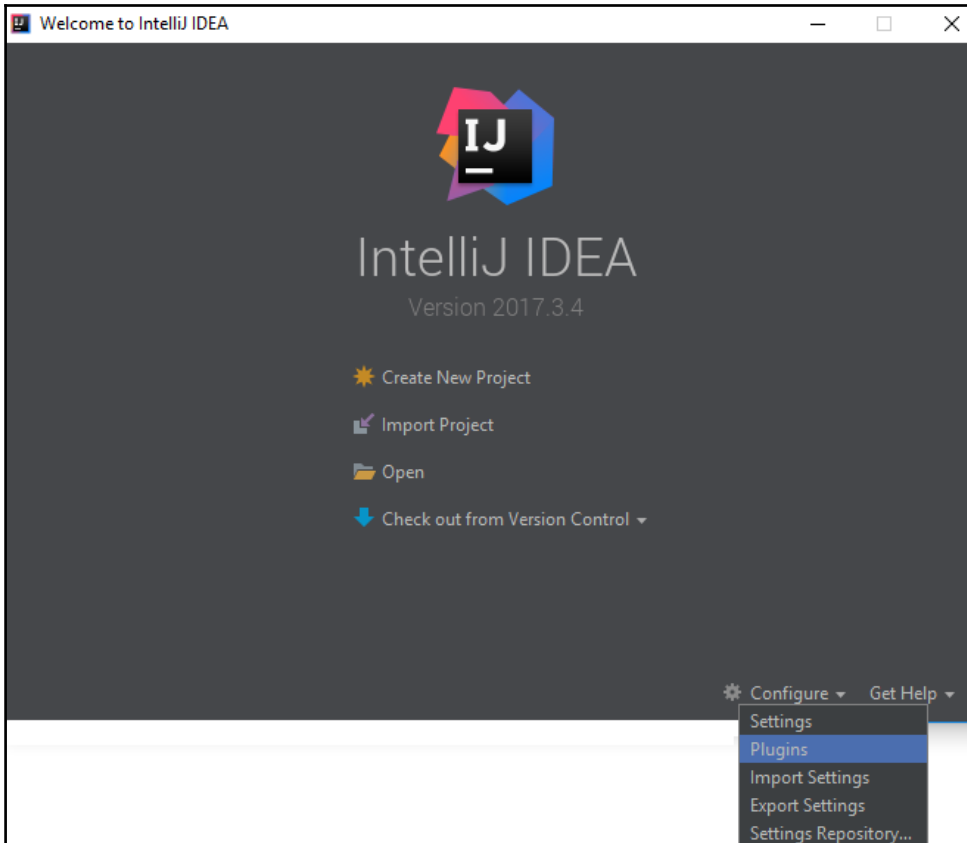 Welcome to IntelliJ IDEA
IJ
IntelliJ IDEA
Version 2017.3.4
Create New Project
Import Project
Open
Check out from Version Control
Configure Get Help
Settings
Plugins
Import Settings
Export Settings
Settings Repository...